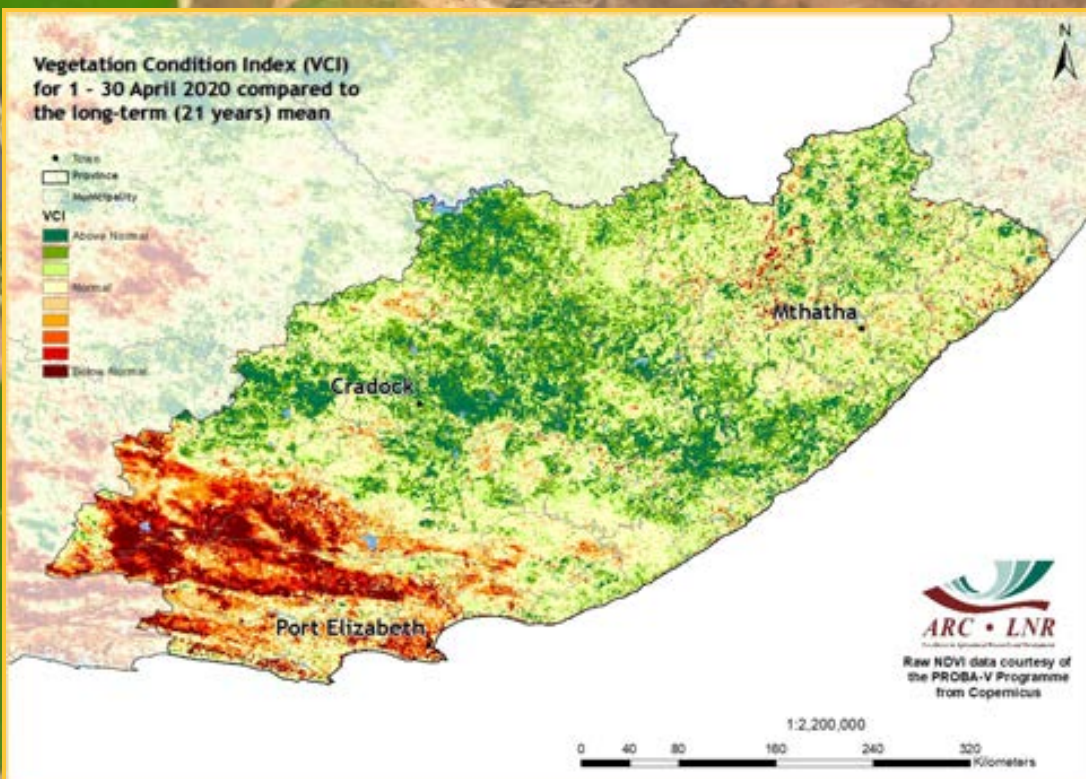 Vegetation Condition Index (VCI)
for 1 - 30 April 2020 compared to
the long-term (21 years) mean
N
Town
Province
Municipality
VCI
Above Normal
Normal
Below Normal
Mthatha
Cradock
Port Elizabeth
ARC • LNR
Raw NDVI data courtesy of
the PROBA-V Programme
from Copernicus
1:2,200,000
0 40 80 160 240 320
Kilometers